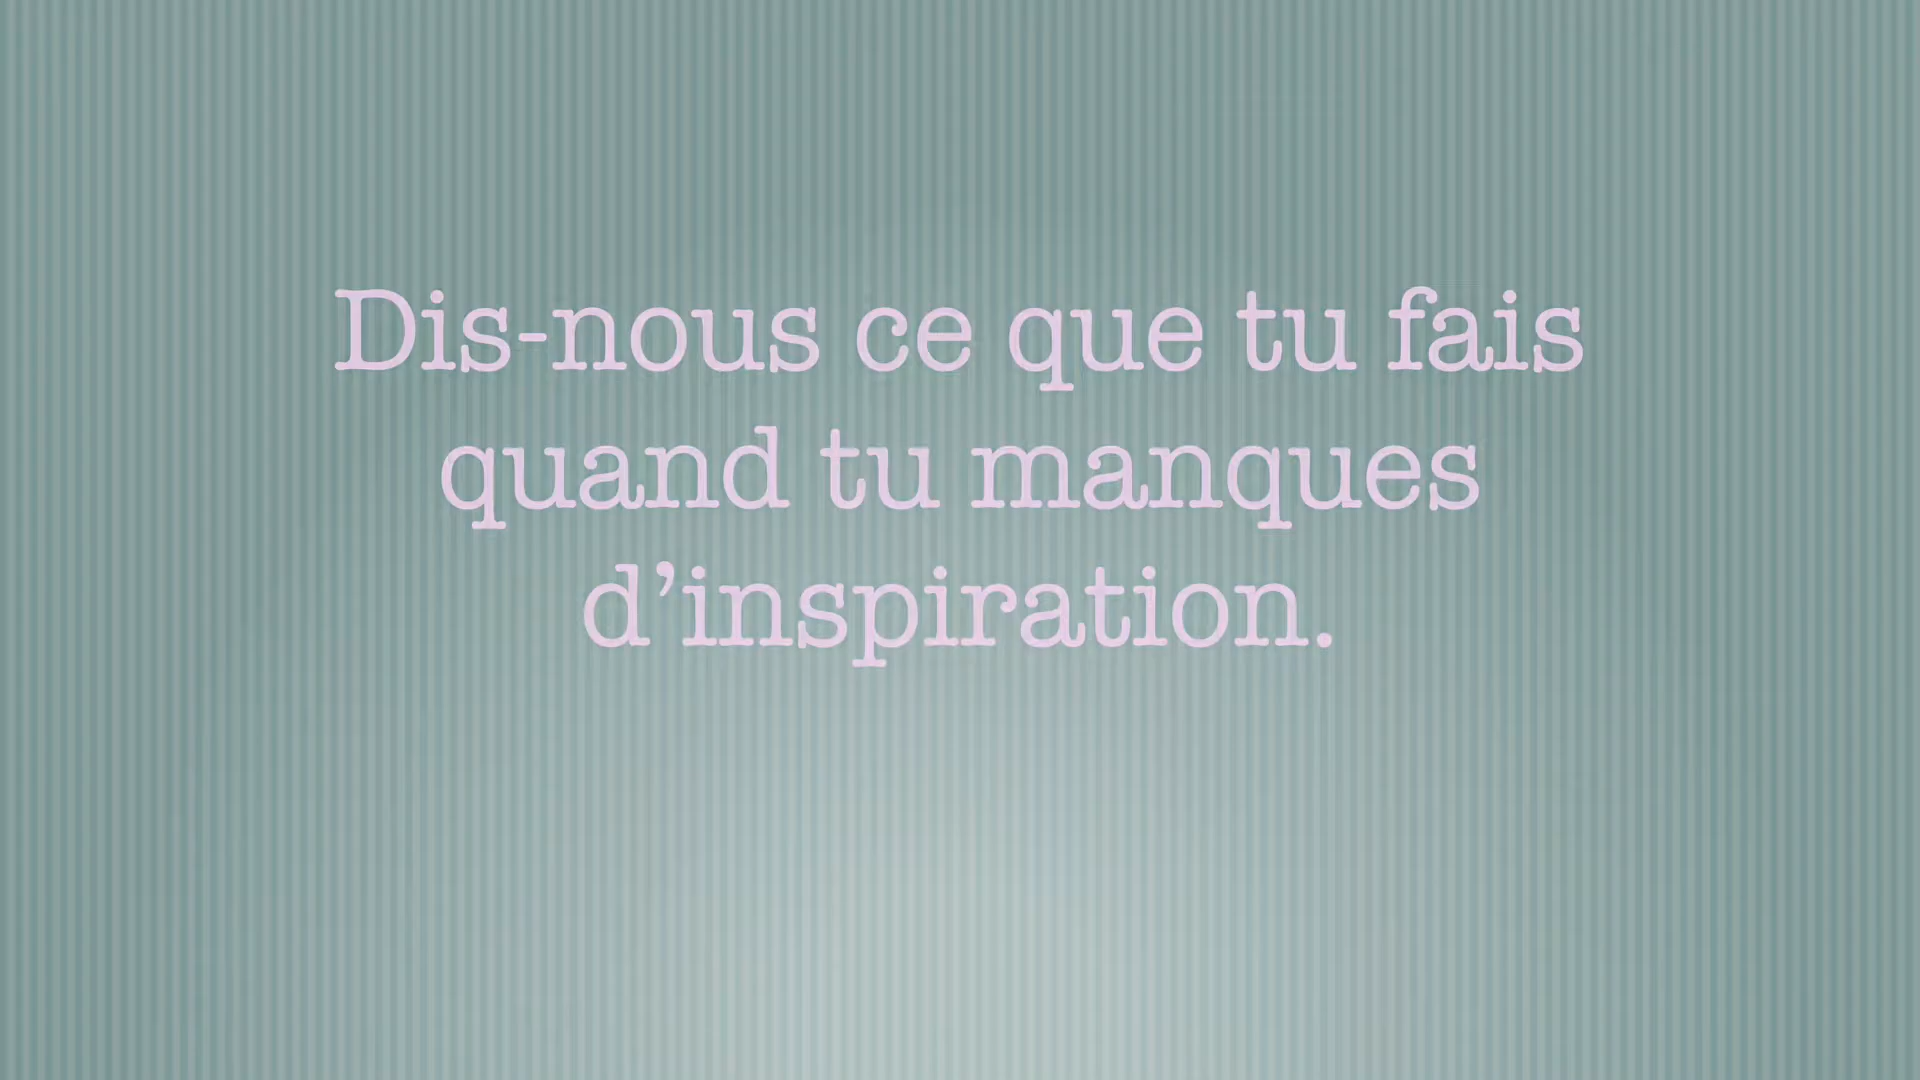 Dis-nous ce que tu fais
quand tu manques
d’inspiration.